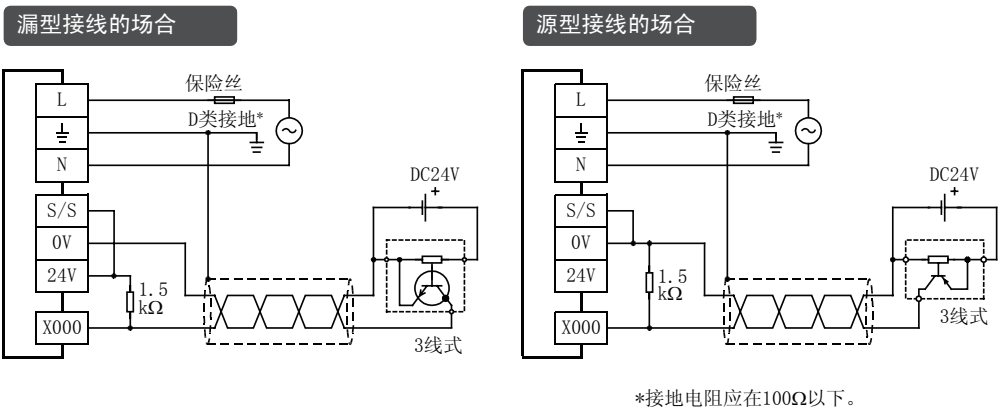 漏型接线的场合
L
N
S/S
0V
24V
X000
保险丝
D类接地*
1.5
kΩ
DC24V
+
3线式
源型接线的场合
L
N
S/S
0V
24V
X000
保险丝
D类接地*
1.5
kΩ
DC24V
+
3线式
*接地电阻应在100Ω以下。